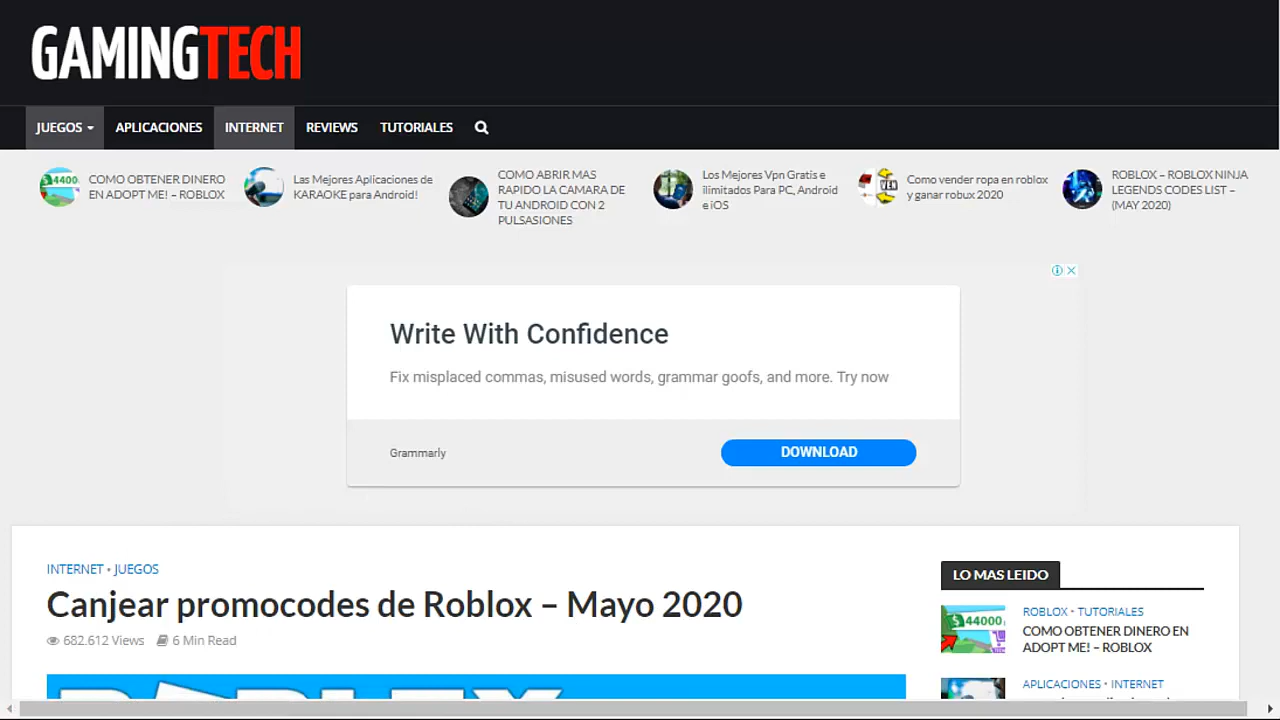 GAMINGTECH
JUEGOS
APLICACIONES
INTERNET
REVIEWS
TUTORIALES
COMO OBTENER DINERO
EN ADOPT ME! – ROBLOX
Las Mejores Aplicaciones de
KARAOKE para Android!
COMO ABRIR MAS
RAPIDO LA CAMARA DE
TU ANDROID CON 2
PULSASIONES
Los Mejores Vpn Gratis e
ilimitados Para PC, Android
e iOS
Como vender ropa en roblox
y ganar robux 2020
ROBLOX – ROBLOX NINJA
LEGENDS CODES LIST –
(MAY 2020)
Write With Confidence
Fix misplaced commas, misused words, grammar goofs, and more. Try now
Grammarly
DOWNLOAD
INTERNET • JUEGOS
Canjear promocodes de Roblox – Mayo 2020
682.612 Views
6 Min Read
LO MAS LEIDO
$44000
ROBLOX • TUTORIALES
COMO OBTENER DINERO EN
ADOPT ME! – ROBLOX
APLICACIONES • INTERNET